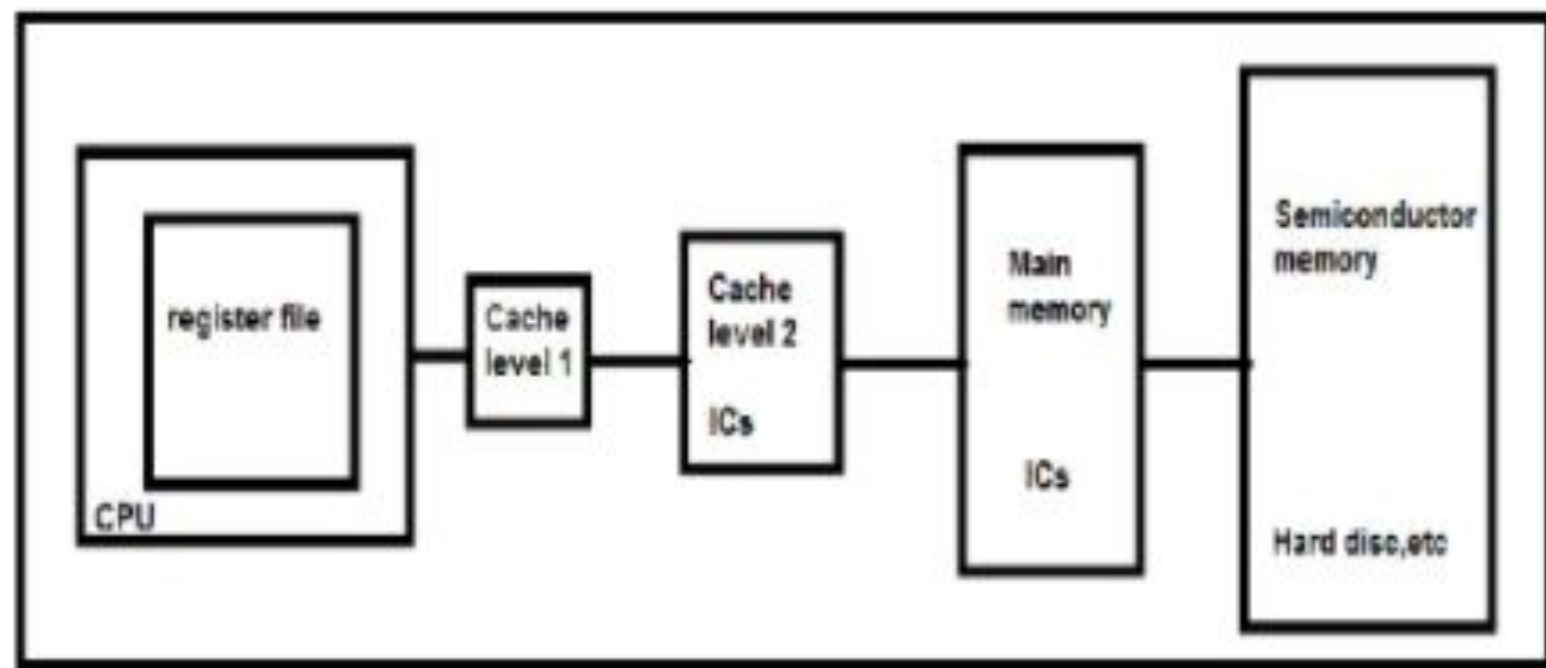 register file
CPU
Cache
level 1
Cache
level 2
ICs
Main
memory
ICs
Semiconductor
memory
Hard disc,etc